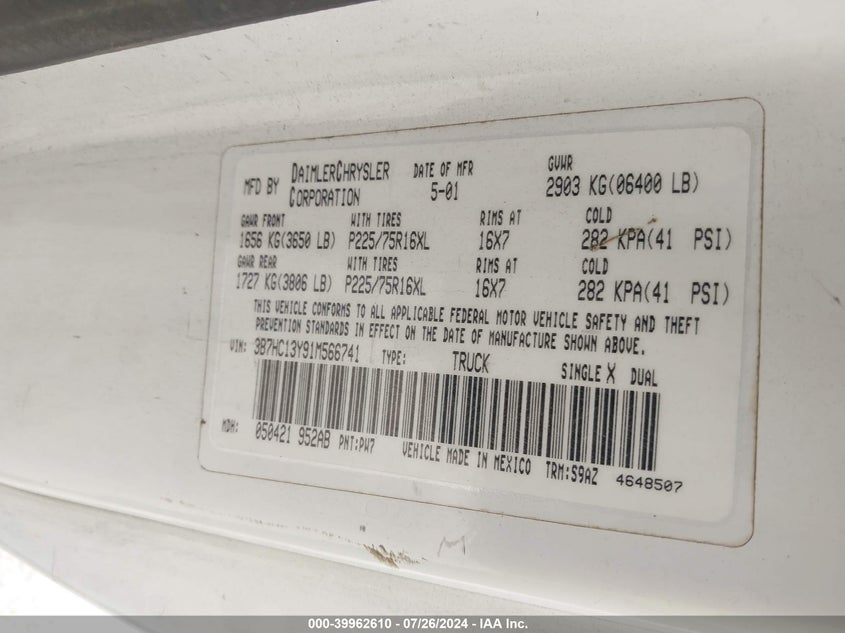 MFD BY DAIMLERCHRYSLER CORPORATION DATE OF MFR 5-01 GVWR 2903 KG(06400 LB)
GAWR FRONT WITH TIRES RIMS AT COLD
1656 KG(3650 LB) P225/75R16XL 16X7 282 KPA(41 PSI)
GAWR REAR WITH TIRES RIMS AT COLD
1727 KG(3806 LB) P225/75R16XL 16X7 282 KPA(41 PSI)
THIS VEHICLE CONFORMS TO ALL APPLICABLE FEDERAL MOTOR VEHICLE SAFETY AND THEFT
PREVENTION STANDARDS IN EFFECT ON THE DATE OF MANUFACTURE SHOWN ABOVE.
VIN: 3B7HC13Y91M566741 TYPE: TRUCK SINGLE X DUAL
MDH: 050421 952AB PNT:PW7 VEHICLE MADE IN MEXICO TRM:S9AZ 4648507
000-39962610 - 07/26/2024 - IAA Inc.